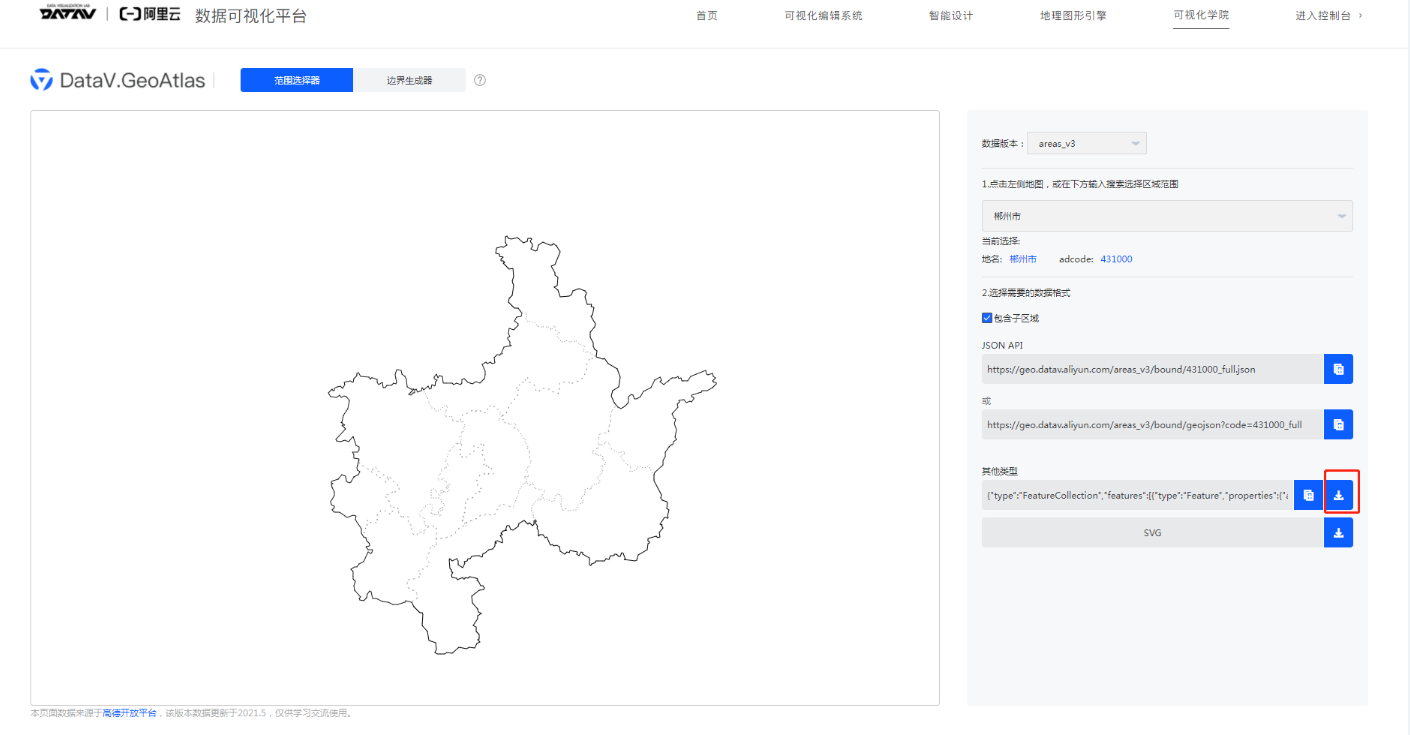 DATA VISUALIZATION LAB
DATAV 阿里云 数据可视化平台 首页 可视化编辑系统 智能设计 地理图形引擎 可视化学院 进入控制台 ›
DataV.GeoAtlas 范围选择器 边界生成器 ?
数据版本： areas_v3
1.点击左侧地图，或在下方输入搜索选择区域范围
郴州市
当前选择:
地名: 郴州市 adcode: 431000
2.选择需要的数据格式
包含子区域
JSON API
https://geo.datav.aliyun.com/areas_v3/bound/431000_full.json
或
https://geo.datav.aliyun.com/areas_v3/bound/geojson?code=431000_full
其他类型
{"type":"FeatureCollection","features":[{"type":"Feature","properties":{"a
SVG
本页面数据来源于高德开放平台，该版本数据更新于2021.5，仅供学习交流使用。